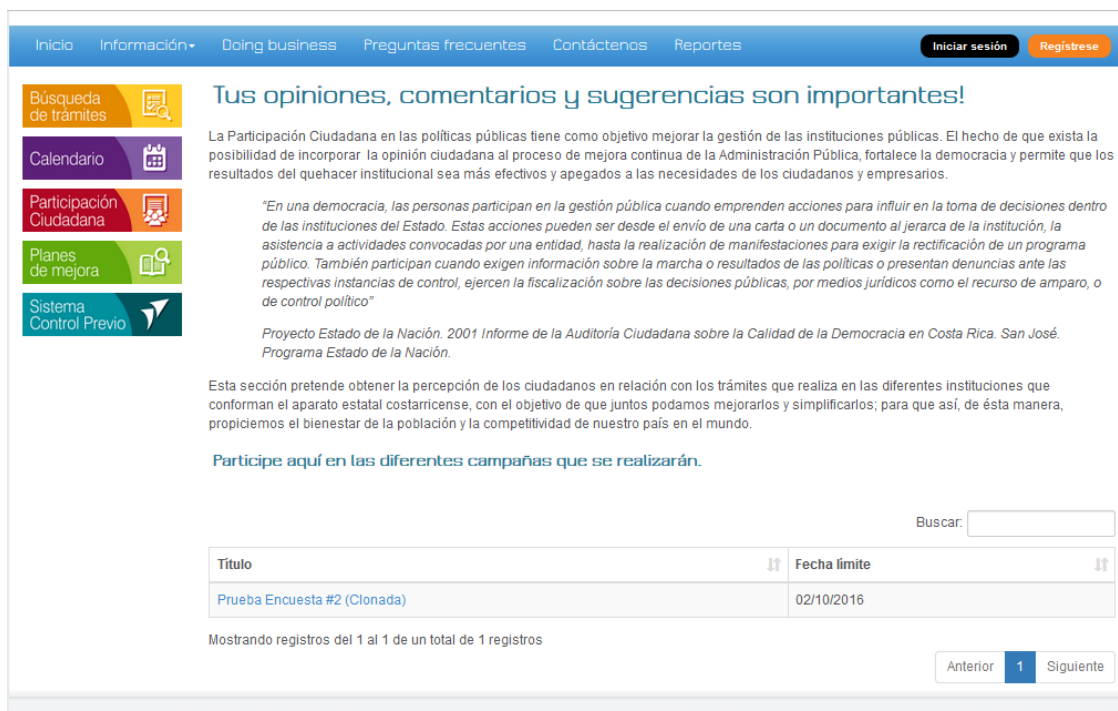 Inicio Información Doing business Preguntas frecuentes Contáctenos Reportes Iniciar sesión Regístrese
Búsqueda
de trámites
Calendario
Participación
Ciudadana
Planes
de mejora
Sistema
Control Previo
Tus opiniones, comentarios y sugerencias son importantes!
La Participación Ciudadana en las políticas públicas tiene como objetivo mejorar la gestión de las instituciones públicas. El hecho de que exista la
posibilidad de incorporar la opinión ciudadana al proceso de mejora continua de la Administración Pública, fortalece la democracia y permite que los
resultados del quehacer institucional sea más efectivos y apegados a las necesidades de los ciudadanos y empresarios.
"En una democracia, las personas participan en la gestión pública cuando emprenden acciones para influir en la toma de decisiones dentro
de las instituciones del Estado. Estas acciones pueden ser desde el envío de una carta o un documento al jerarca de la institución, la
asistencia a actividades convocadas por una entidad, hasta la realización de manifestaciones para exigir la rectificación de un programa
público. También participan cuando exigen información sobre la marcha o resultados de las políticas o presentan denuncias ante las
respectivas instancias de control, ejercen la fiscalización sobre las decisiones públicas, por medios jurídicos como el recurso de amparo, o
de control político"
Proyecto Estado de la Nación. 2001 Informe de la Auditoría Ciudadana sobre la Calidad de la Democracia en Costa Rica. San José.
Programa Estado de la Nación.
Esta sección pretende obtener la percepción de los ciudadanos en relación con los trámites que realiza en las diferentes instituciones que
conforman el aparato estatal costarricense, con el objetivo de que juntos podamos mejorarlos y simplificarlos; para que así, de ésta manera,
propiciemos el bienestar de la población y la competitividad de nuestro país en el mundo.
Participe aquí en las diferentes campañas que se realizarán.
Buscar:
Título Fecha límite
Prueba Encuesta #2 (Clonada) 02/10/2016
Mostrando registros del 1 al 1 de un total de 1 registros
Anterior 1 Siguiente